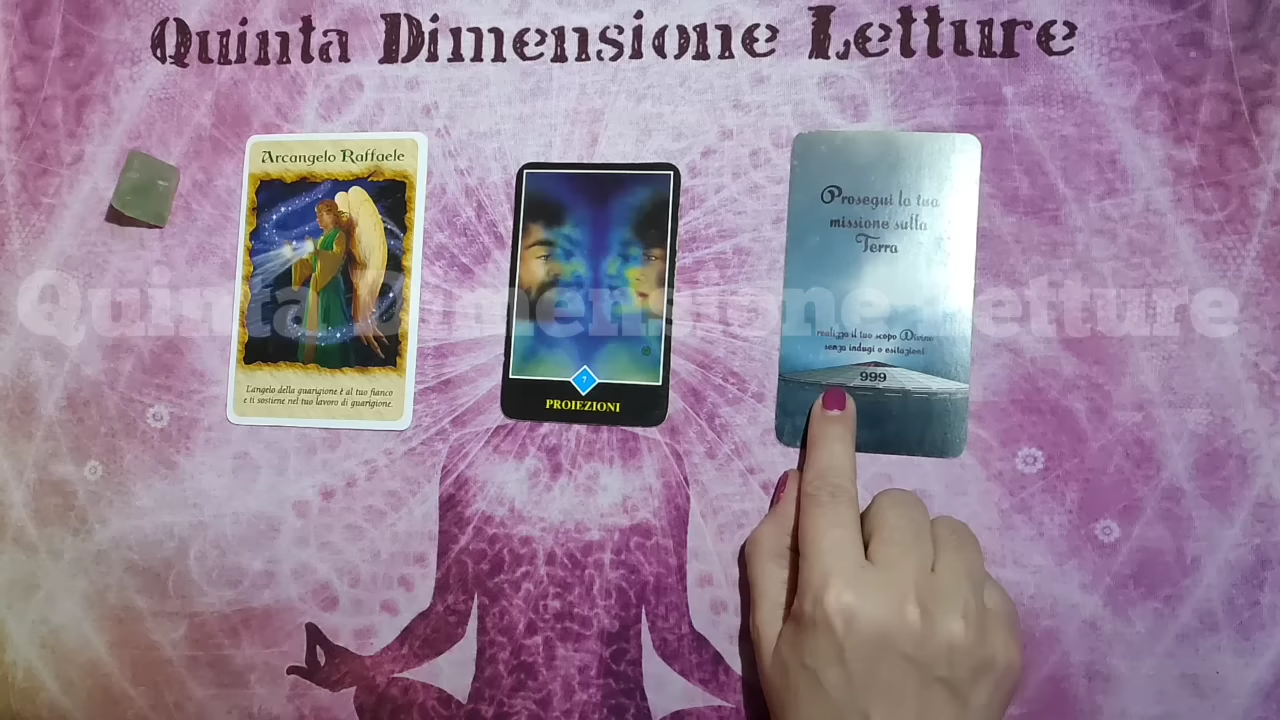 Quinta Dimensione Letture
Arcangelo Raffaele
L'angelo della guarigione è al tuo fianco
e ti sostiene nel tuo lavoro di guarigione.
7
PROIEZIONI
Prosegui la tua
missione sulla
Terra
realizza il tuo scopo Divino
senza indugi o esitazioni
999
Quinta Dimensione Letture